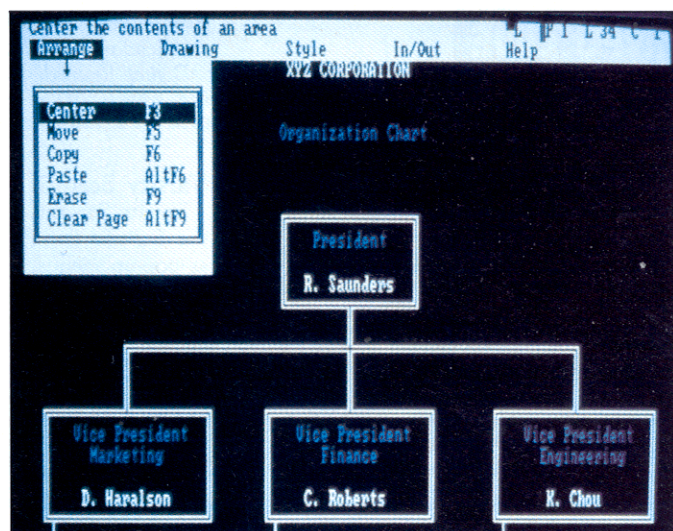 Center the contents of an area
L P 1 L 34 C
Arrange Drawing Style In/Out Help
XYZ CORPORATION
Center F3
Move F5
Copy F6
Paste AltF6
Erase F9
Clear Page AltF9
Organization Chart
President
R. Saunders
Vice President
Marketing
D. Haralson
Vice President
Finance
C. Roberts
Vice President
Engineering
K. Chou